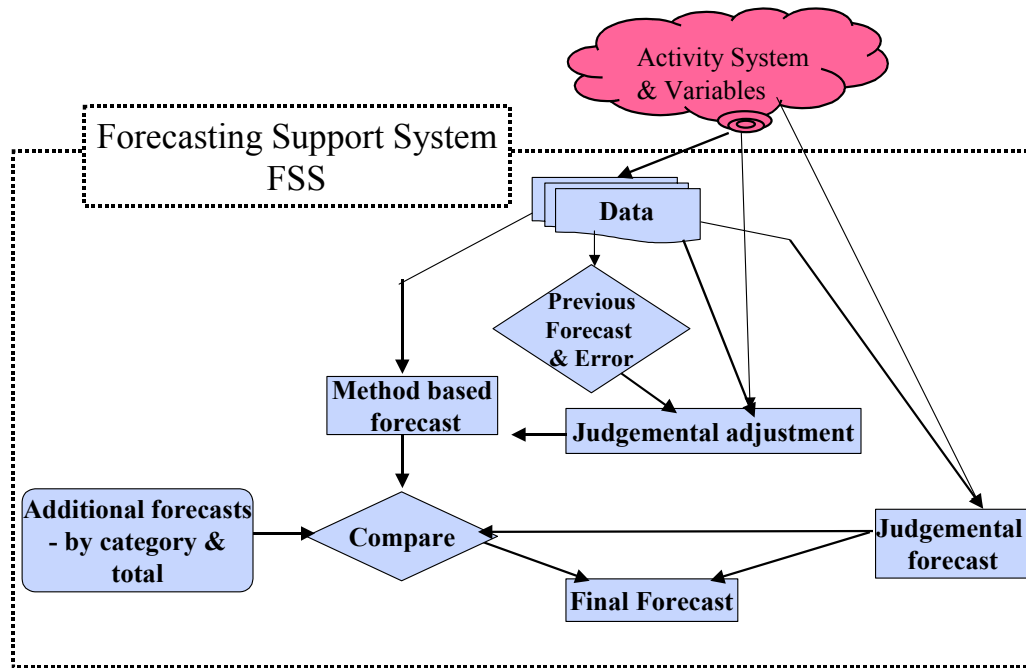 Activity System
& Variables
Forecasting Support System
FSS
Data
Previous
Forecast
& Error
Method based
forecast
Judgemental adjustment
Additional forecasts
- by category &
total
Compare
Judgemental
forecast
Final Forecast